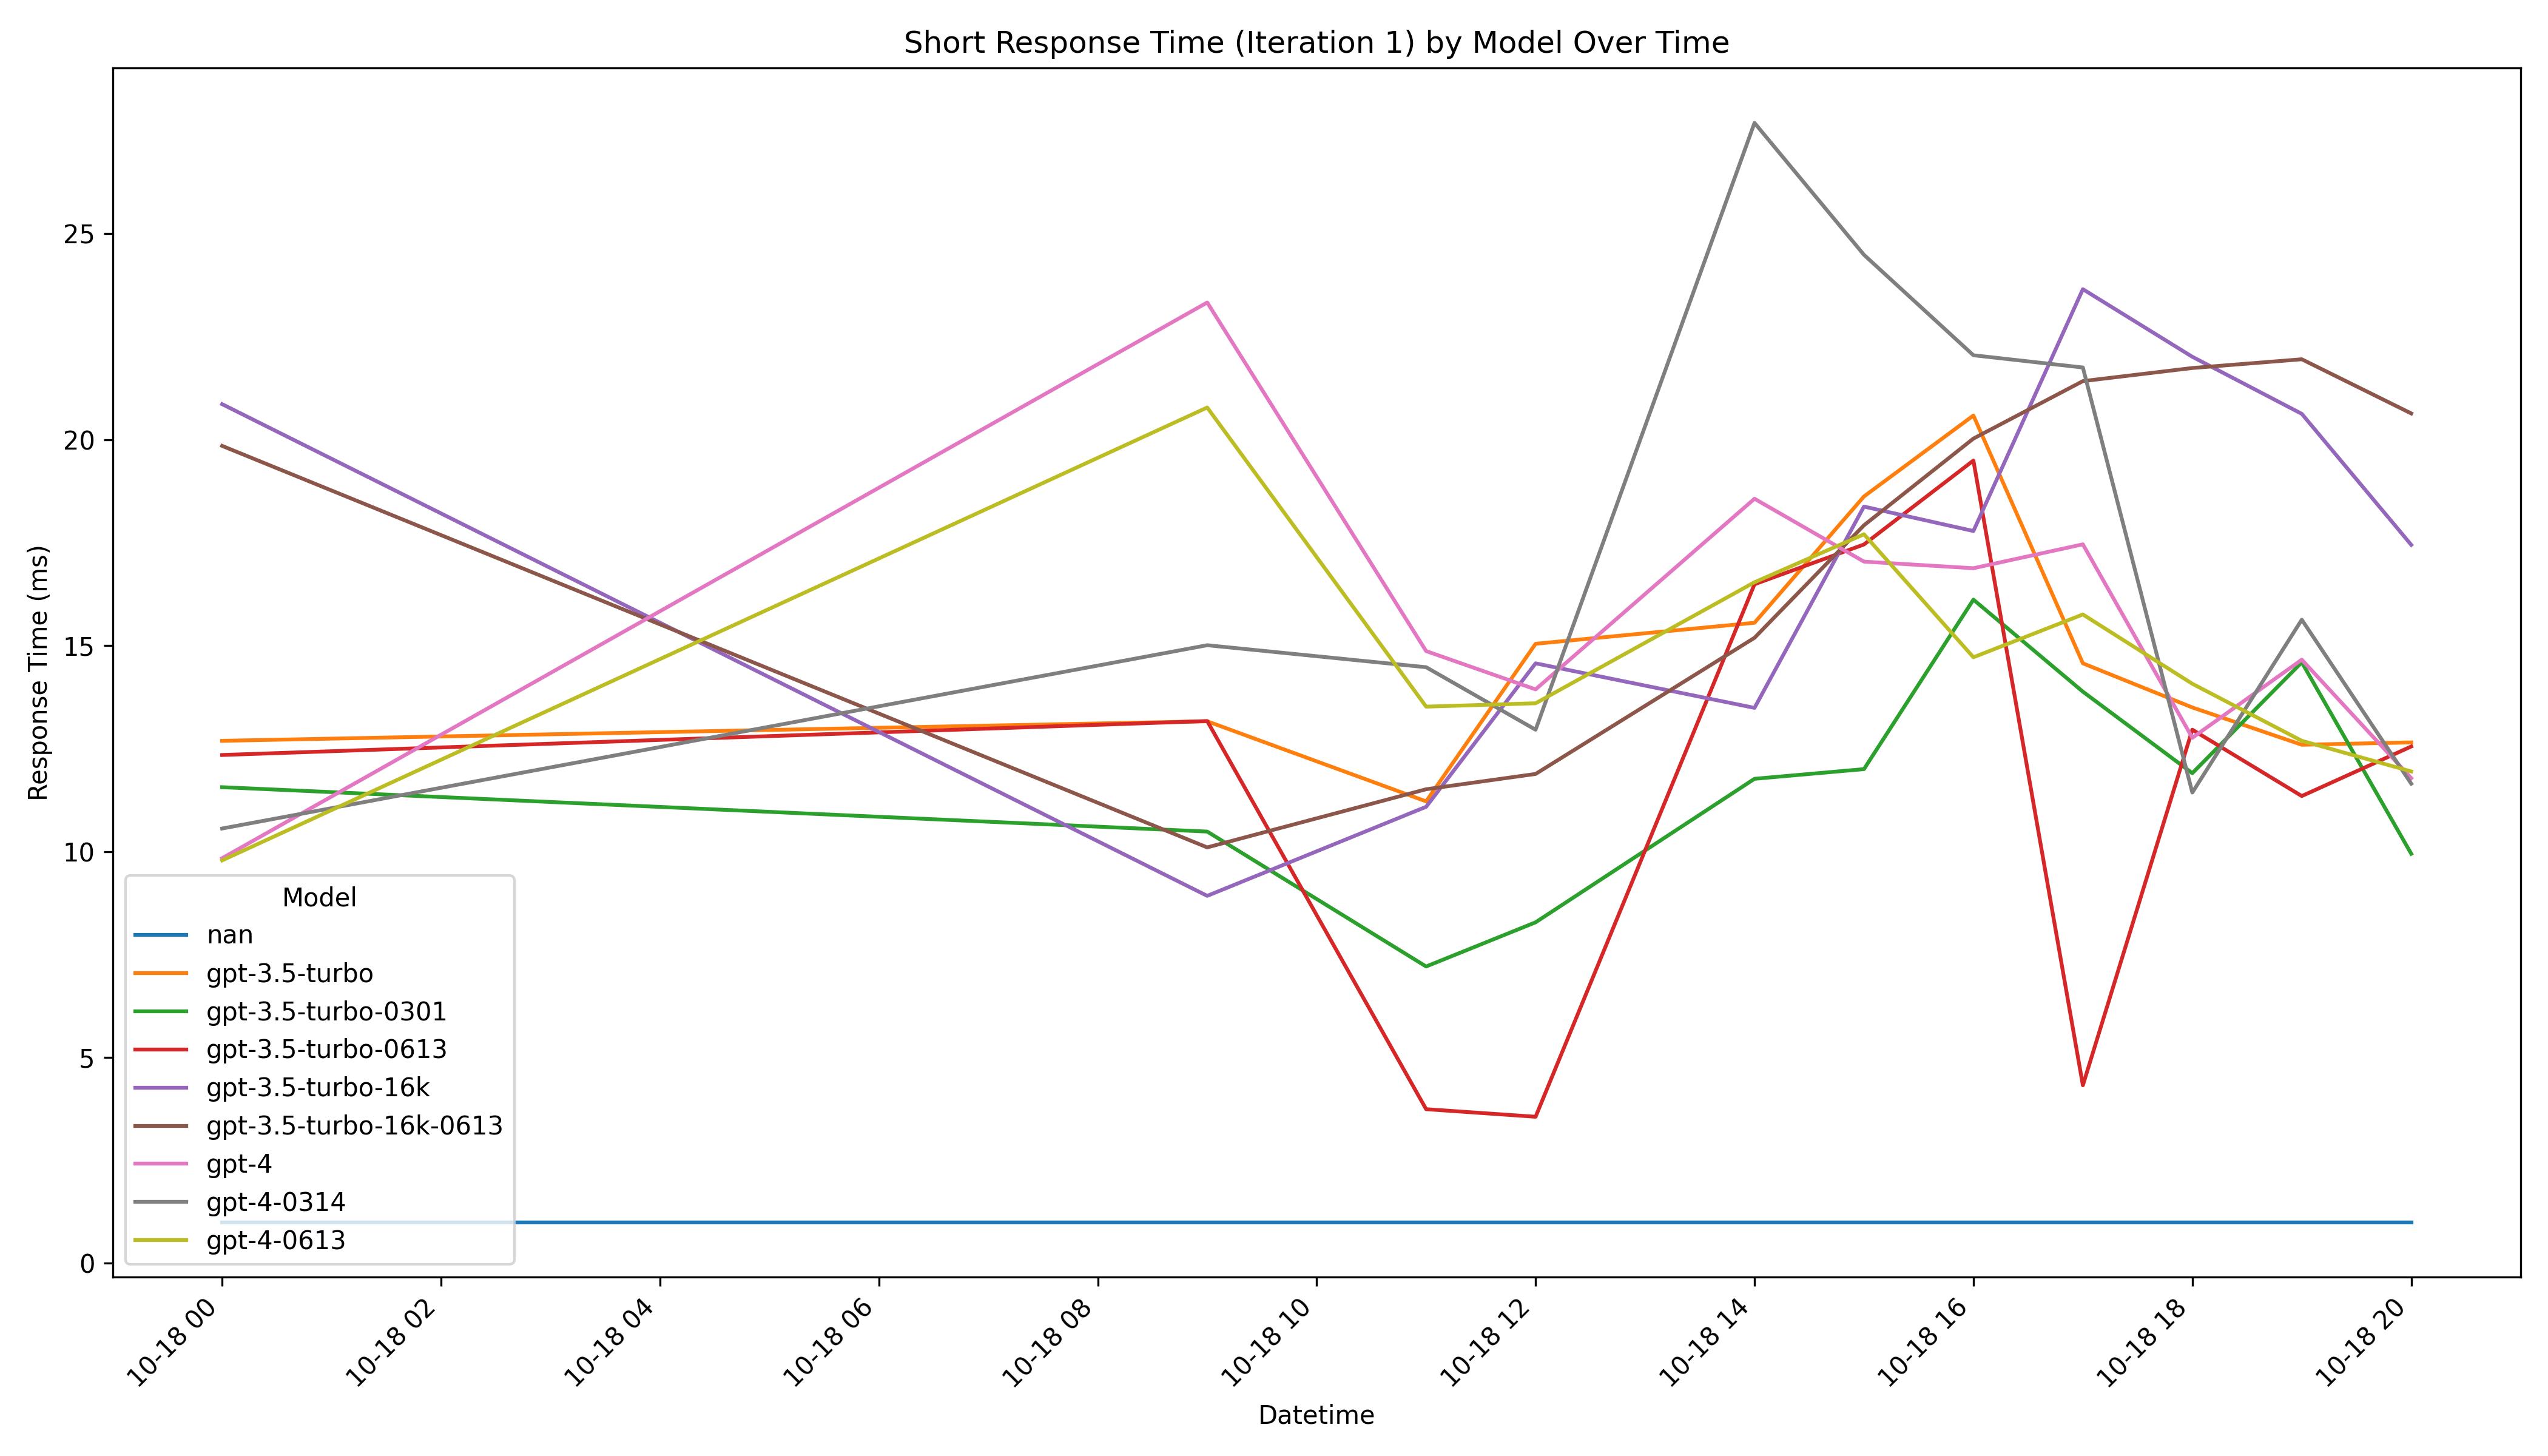 Short Response Time (Iteration 1) by Model Over Time
Response Time (ms)
25
20
15
10
5
0
Model
nan
gpt-3.5-turbo
gpt-3.5-turbo-0301
gpt-3.5-turbo-0613
gpt-3.5-turbo-16k
gpt-3.5-turbo-16k-0613
gpt-4
gpt-4-0314
gpt-4-0613
10-18 00
10-18 02
10-18 04
10-18 06
10-18 08
10-18 10
10-18 12
10-18 14
10-18 16
10-18 18
10-18 20
Datetime